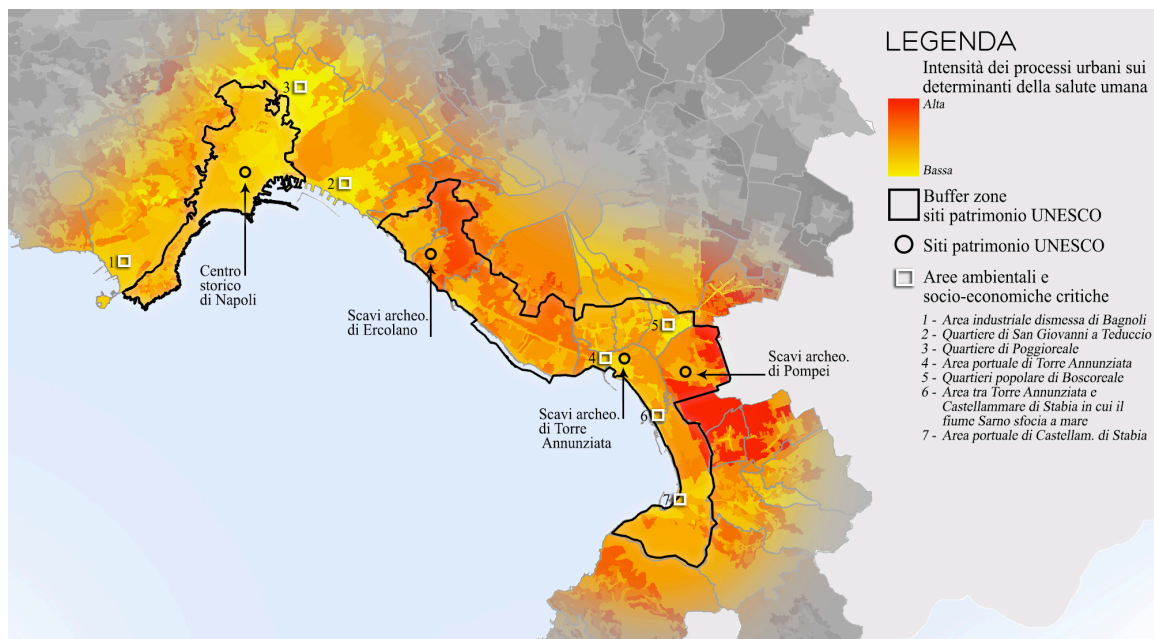 LEGENDA
Intensità dei processi urbani sui
determinanti della salute umana
Alta
Bassa
Buffer zone
siti patrimonio UNESCO
Siti patrimonio UNESCO
Aree ambientali e
socio-economiche critiche
1 - Area industriale dismessa di Bagnoli
2 - Quartiere di San Giovanni a Teduccio
3 - Quartiere di Poggioreale
4 - Area portuale di Torre Annunziata
5 - Quartieri popolare di Boscoreale
6 - Area tra Torre Annunziata e
Castellammare di Stabia in cui il
fiume Sarno sfocia a mare
7 - Area portuale di Castellam. di Stabia
3
2
1
Centro
storico
di Napoli
Scavi archeo.
di Ercolano
5
4
Scavi archeo.
di Pompei
Scavi archeo.
di Torre
Annunziata
6
7